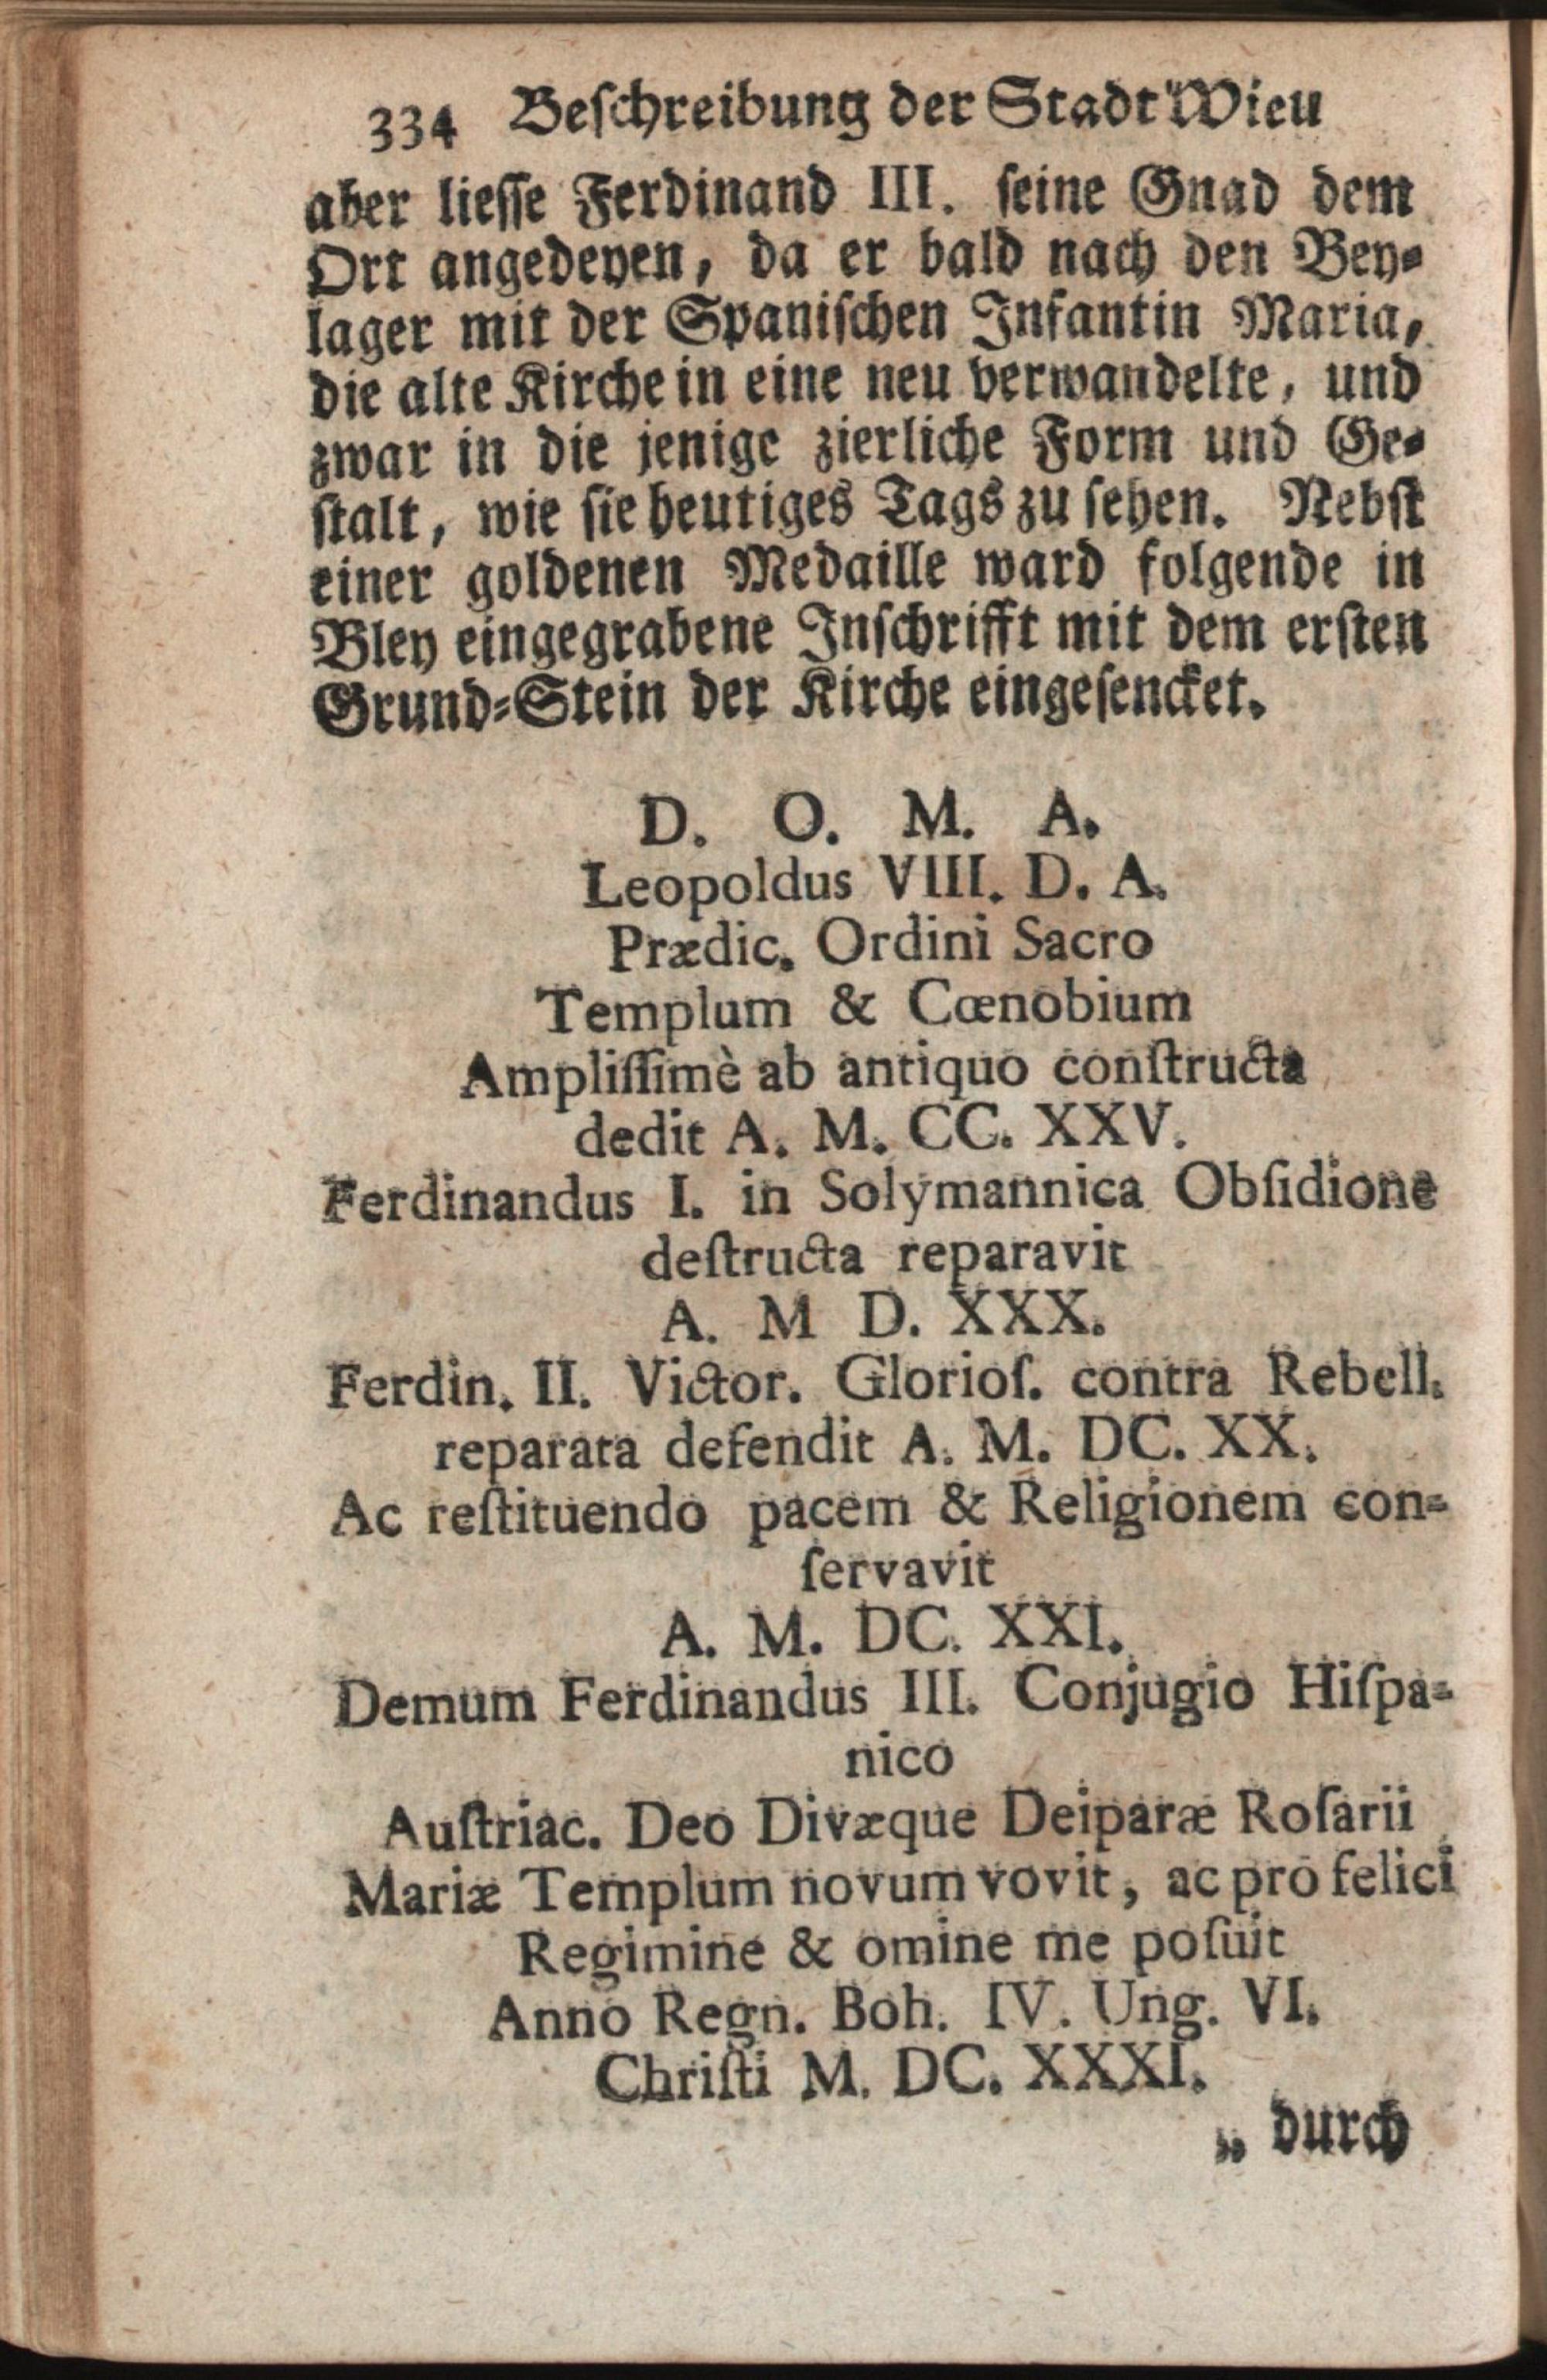 334 Beſchreibung der Stadt Wieu
aber lieſſe Ferdinand III. ſeine Gnad dem
Ort angedeyen, da er bald nach den Bey-
lager mit der Spaniſchen Infantin Maria,
die alte Kirche in eine neu verwandelte, und
zwar in die jenige zierliche Form und Ge-
ſtalt, wie ſie heutiges Tags zu ſehen. Nebſt
einer goldenen Medaille ward folgende in
Bley eingegrabene Inſchrifft mit dem erſten
Grund-Stein der Kirche eingeſencket.
D. O. M. A.
Leopoldus VIII. D. A.
Prædic. Ordini Sacro
Templum & Cœnobium
Ampliſſimè ab antiquo conſtructa
dedit A. M. CC. XXV.
Ferdinandus I. in Solymannica Obſidione
deſtructa reparavit
A. M D. XXX.
Ferdin. II. Victor. Glorioſ. contra Rebell.
reparata defendit A. M. DC. XX.
Ac reſtituendo pacem & Religionem con-
ſervavit
A. M. DC. XXI.
Demum Ferdinandus III. Conjugio Hiſpa-
nico
Auſtriac. Deo Divæque Deiparæ Roſarii
Mariæ Templum novum vovit, ac pro felici
Regimine & omine me poſuit
Anno Regn. Boh. IV. Ung. VI.
Chriſti M. DC. XXXI.
„ durch